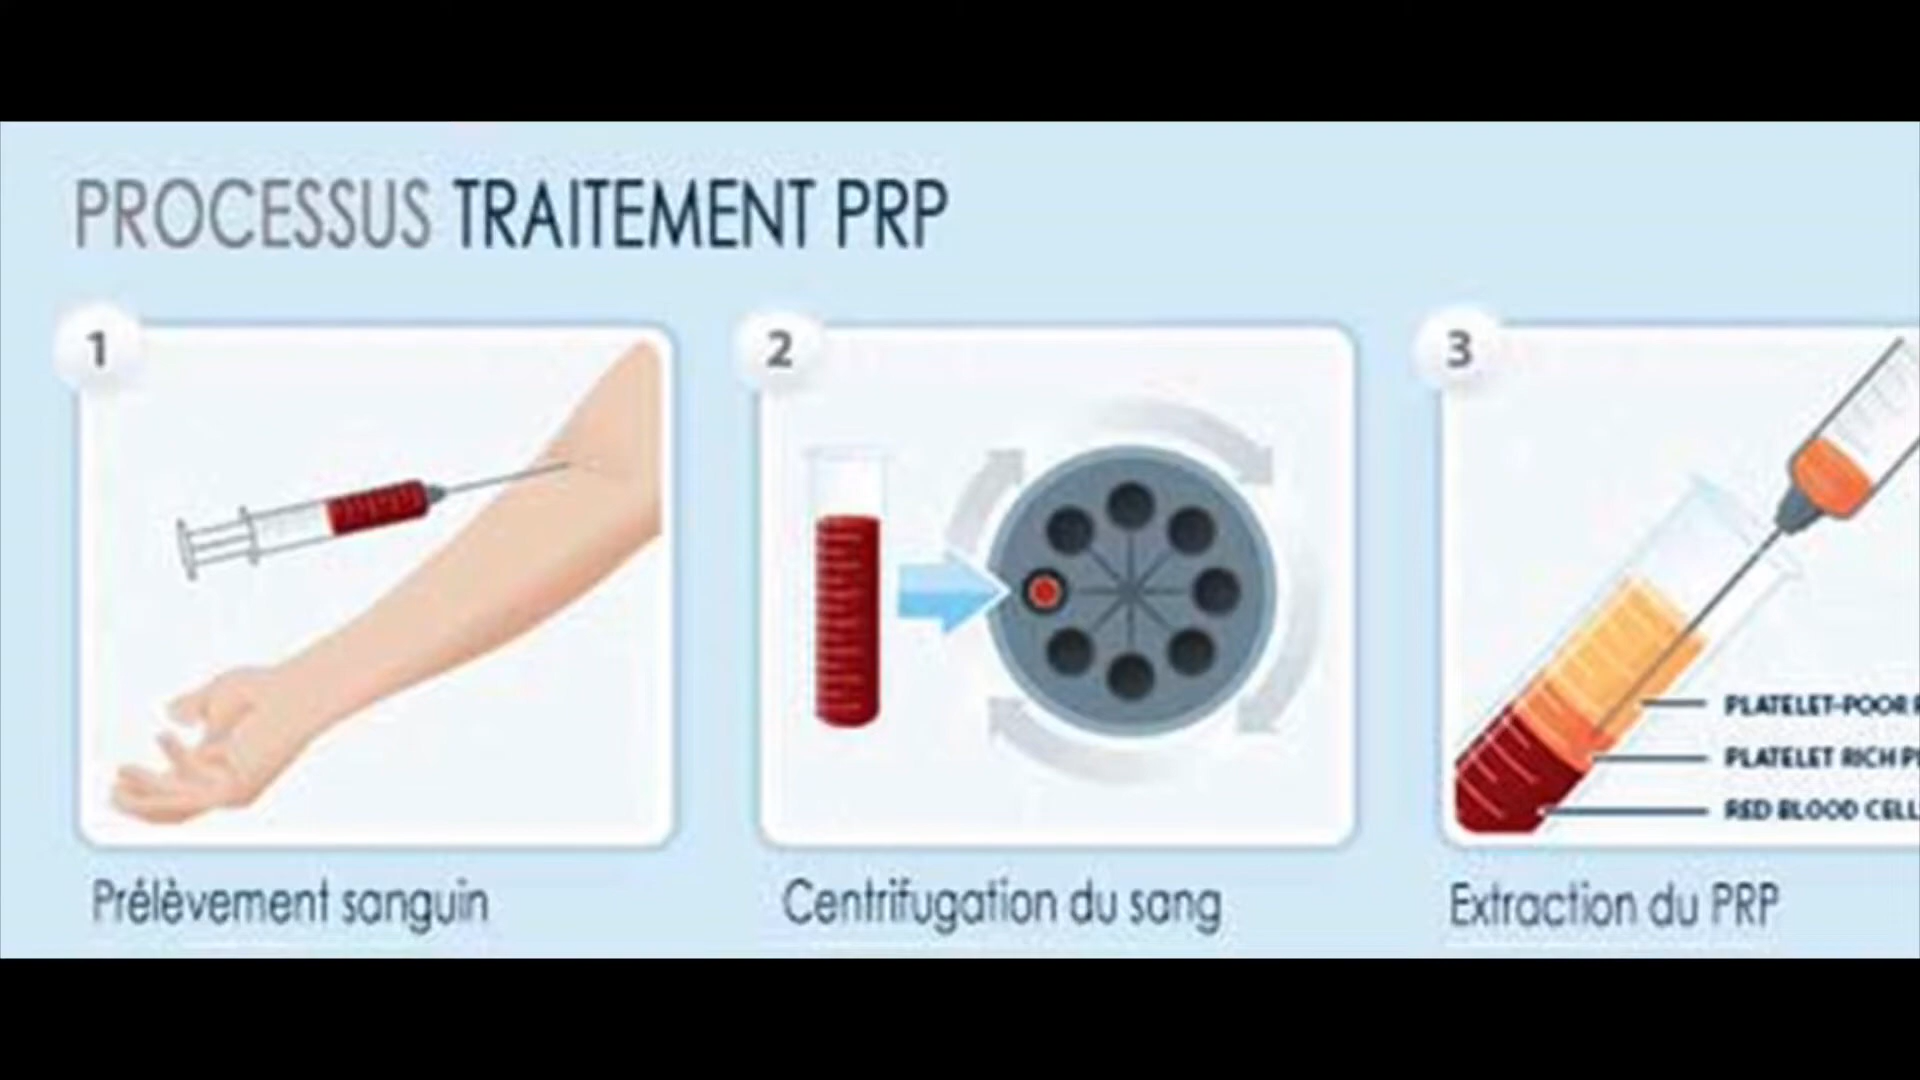 PROCESSUS TRAITEMENT PRP
1
2
3
PLATELET-POOR
PLATELET RICH
RED BLOOD
Prélèvement sanguin
Centrifugation du sang
Extraction du PRP